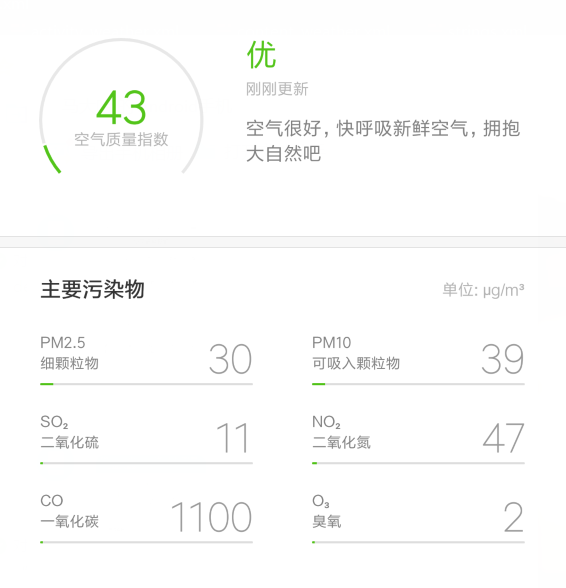 43
空气质量指数
优
刚刚更新
空气很好，快呼吸新鲜空气，拥抱
大自然吧
主要污染物
单位: µg/m³
PM2.5
细颗粒物
30
PM10
可吸入颗粒物
39
SO₂
二氧化硫
11
NO₂
二氧化氮
47
CO
一氧化碳
1100
O₃
臭氧
2